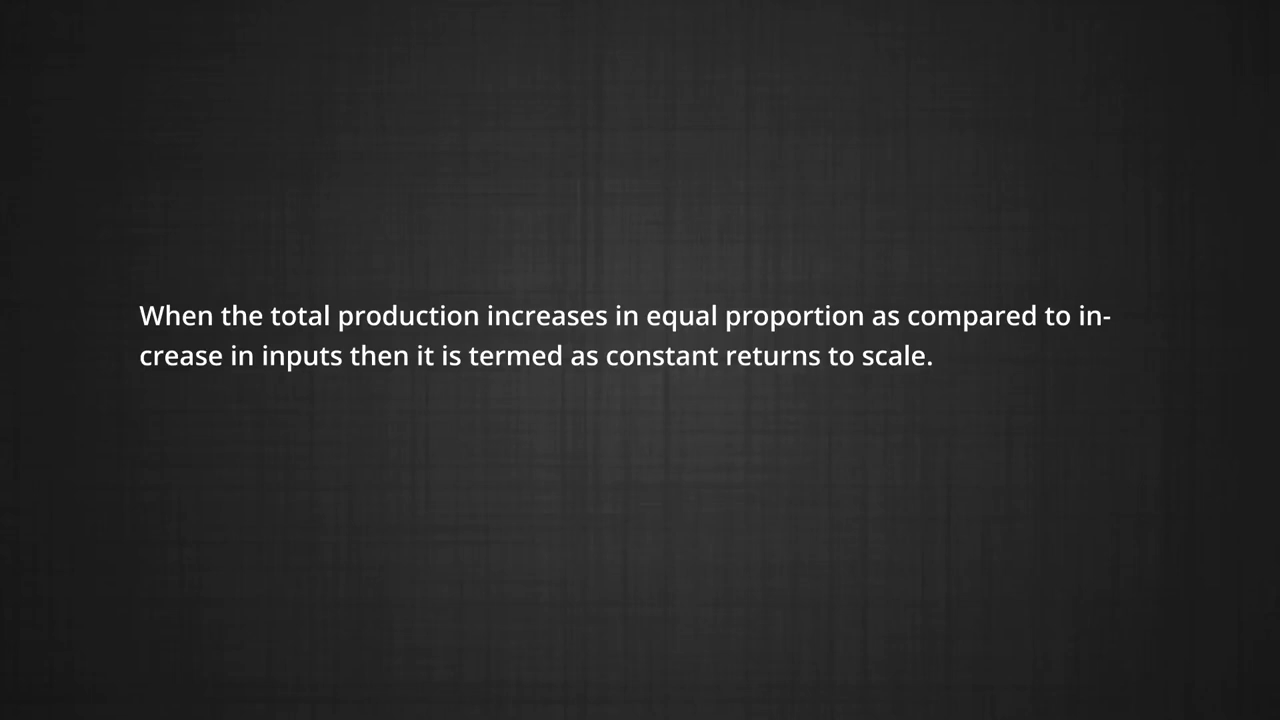 When the total production increases in equal proportion as compared to in-
crease in inputs then it is termed as constant returns to scale.